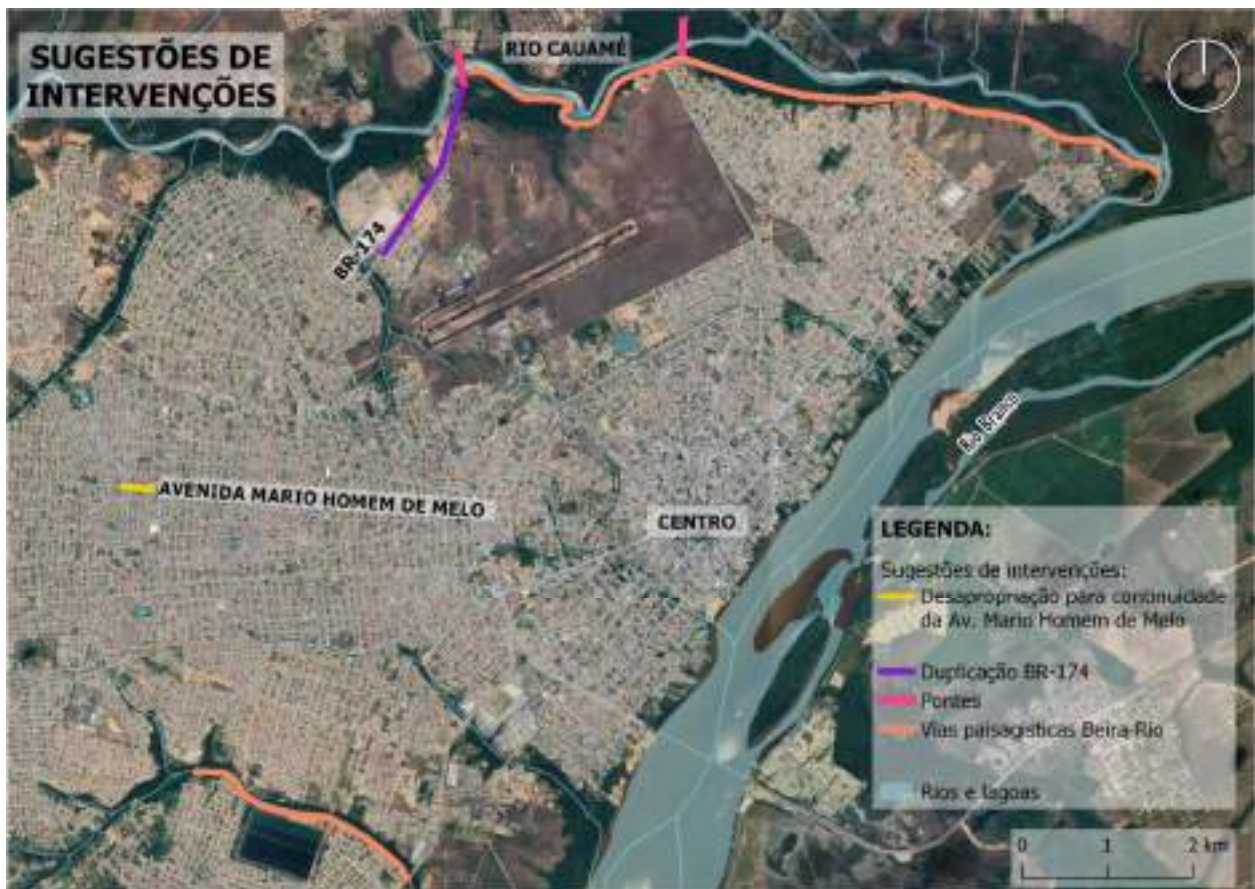 SUGESTÕES DE
INTERVENÇÕES
RIO CAUAMÉ
BR-174
AVENIDA MARIO HOMEM DE MELO
CENTRO
Rio Branco
LEGENDA:
Sugestões de intervenções:
Desapropriação para continuidade
da Av. Mario Homem de Melo
Duplicação BR-174
Pontes
Vias paisagísticas Beira-Rio
Rios e lagoas
0 1 2 km